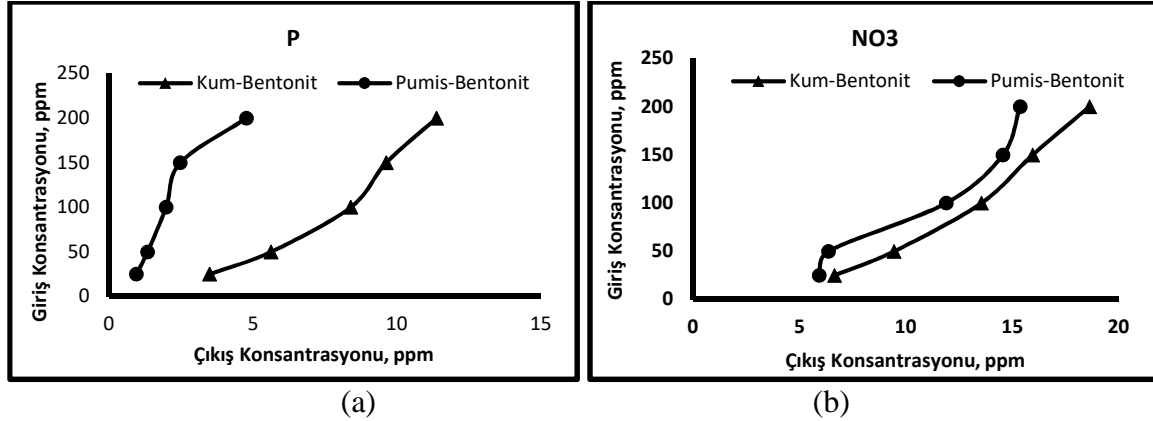 P
250
200
150
100
50
0
Kum-Bentonit Pumis-Bentonit
Giriş Konsantrasyonu, ppm
0 5 10 15
Çıkış Konsantrasyonu, ppm
(a)
NO3
250
200
150
100
50
0
Kum-Bentonit Pumis-Bentonit
Giriş Konsantrasyonu, ppm
0 5 10 15 20
Çıkış Konsantrasyonu, ppm
(b)